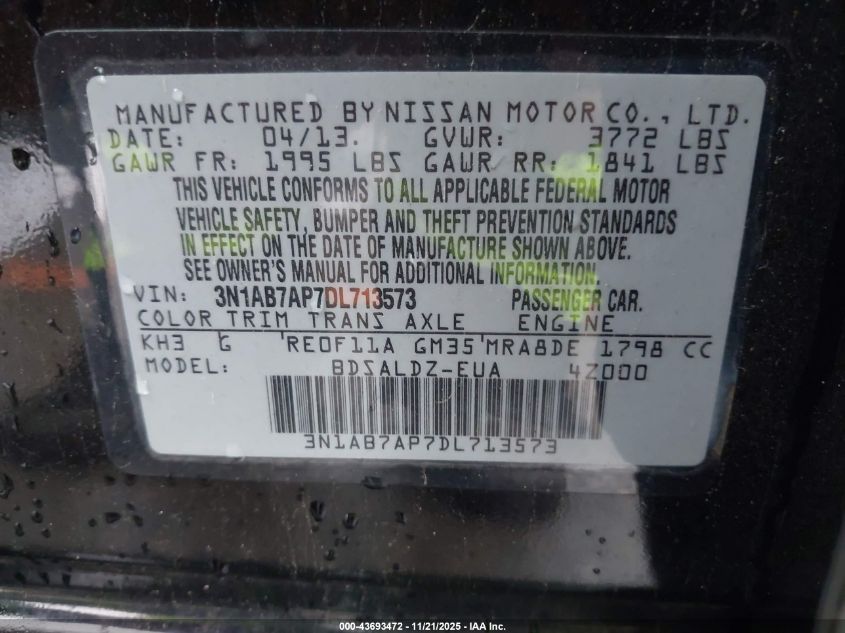 MANUFACTURED BY NISSAN MOTOR CO., LTD.
DATE: 04/13. GVWR: 3772 LBS
GAWR FR: 1995 LBS GAWR RR: 1841 LBS
THIS VEHICLE CONFORMS TO ALL APPLICABLE FEDERAL MOTOR
VEHICLE SAFETY, BUMPER AND THEFT PREVENTION STANDARDS
IN EFFECT ON THE DATE OF MANUFACTURE SHOWN ABOVE.
SEE OWNER'S MANUAL FOR ADDITIONAL INFORMATION.
VIN: 3N1AB7AP7DL713573 PASSENGER CAR.
COLOR TRIM TRANS AXLE ENGINE
KH3 G RE0F11A GM35 MRA8DE 1798 CC
MODEL: BDSALDZ-EUA 4Z000
3N1AB7AP7DL713573
000-43693472 - 11/21/2025 - IAA Inc.